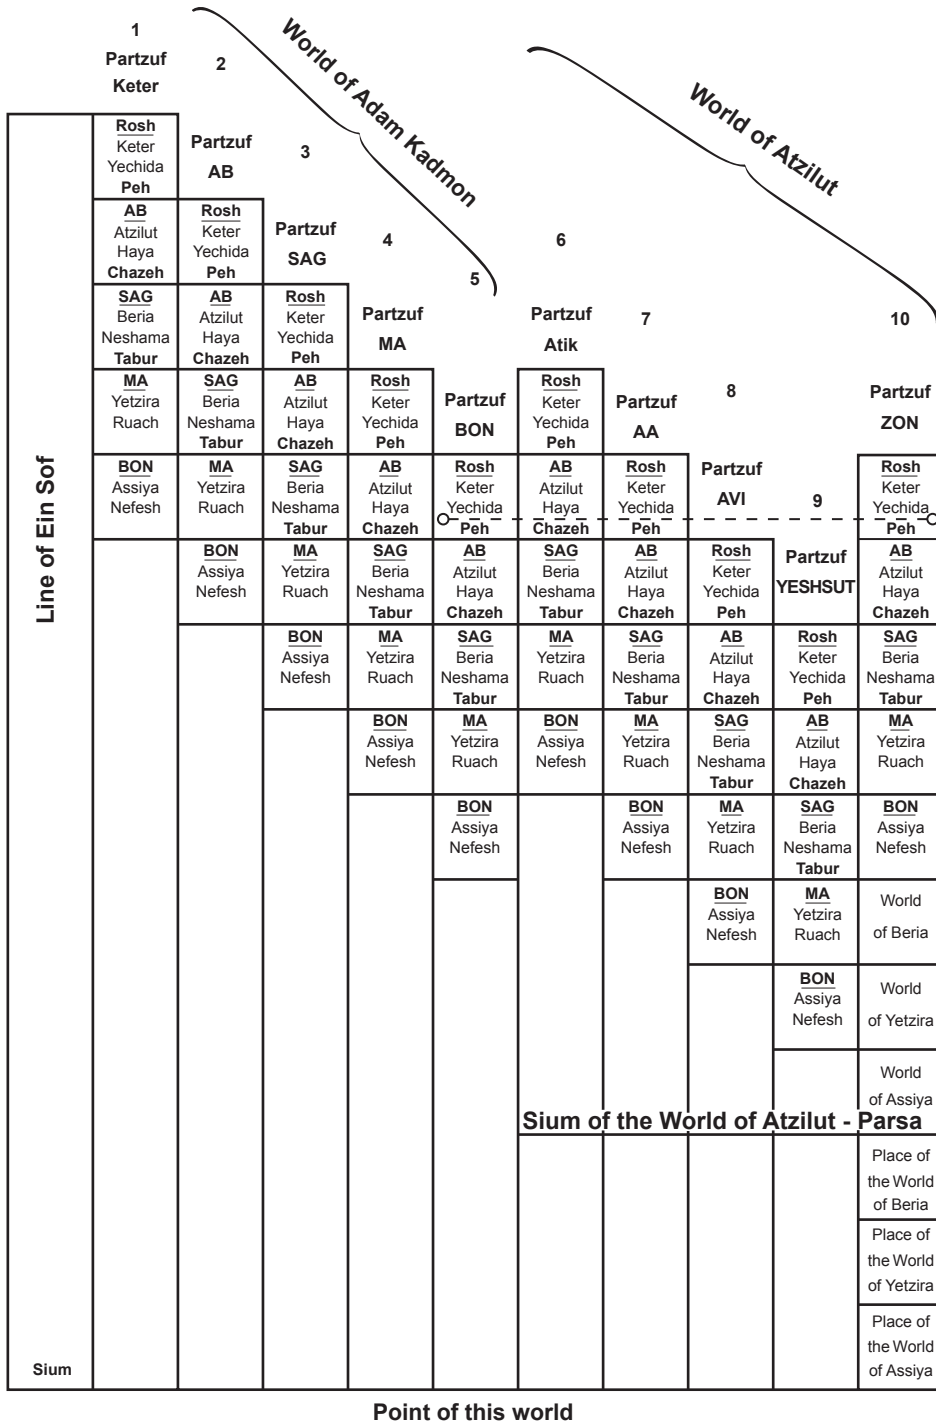 World of Adam Kadmon
World of Atzilut
Line of Ein Sof
Sium
1
Partzuf
Keter
Rosh
Keter
Yechida
Peh
AB
Atzilut
Haya
Chazeh
SAG
Beria
Neshama
Tabur
MA
Yetzira
Ruach
BON
Assiya
Nefesh
2
Partzuf
AB
Rosh
Keter
Yechida
Peh
AB
Atzilut
Haya
Chazeh
SAG
Beria
Neshama
Tabur
MA
Yetzira
Ruach
BON
Assiya
Nefesh
3
Partzuf
SAG
Rosh
Keter
Yechida
Peh
AB
Atzilut
Haya
Chazeh
SAG
Beria
Neshama
Tabur
MA
Yetzira
Ruach
BON
Assiya
Nefesh
4
Partzuf
MA
Rosh
Keter
Yechida
Peh
AB
Atzilut
Haya
Chazeh
SAG
Beria
Neshama
Tabur
MA
Yetzira
Ruach
BON
Assiya
Nefesh
5
Partzuf
BON
Rosh
Keter
Yechida
Peh
AB
Atzilut
Haya
Chazeh
SAG
Beria
Neshama
Tabur
MA
Yetzira
Ruach
BON
Assiya
Nefesh
6
Partzuf
Atik
Rosh
Keter
Yechida
Peh
AB
Atzilut
Haya
Chazeh
SAG
Beria
Neshama
Tabur
MA
Yetzira
Ruach
BON
Assiya
Nefesh
7
Partzuf
AA
Rosh
Keter
Yechida
Peh
AB
Atzilut
Haya
Chazeh
SAG
Beria
Neshama
Tabur
MA
Yetzira
Ruach
BON
Assiya
Nefesh
8
Partzuf
AVI
Rosh
Keter
Yechida
Peh
AB
Atzilut
Haya
Chazeh
SAG
Beria
Neshama
Tabur
MA
Yetzira
Ruach
BON
Assiya
Nefesh
9
Partzuf
YESHSUT
Rosh
Keter
Yechida
Peh
AB
Atzilut
Haya
Chazeh
SAG
Beria
Neshama
Tabur
MA
Yetzira
Ruach
BON
Assiya
Nefesh
10
Partzuf
ZON
Rosh
Keter
Yechida
Peh
AB
Atzilut
Haya
Chazeh
SAG
Beria
Neshama
Tabur
MA
Yetzira
Ruach
BON
Assiya
Nefesh
World
of Beria
World
of Yetzira
World
of Assiya
Sium of the World of Atzilut - Parsa
Place of
the World
of Beria
Place of
the World
of Yetzira
Place of
the World
of Assiya
Point of this world